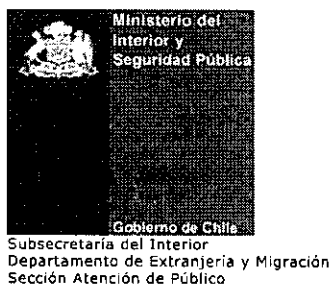 Ministerio del
Interior y
Seguridad Pública
Gobierno de Chile
Subsecretaría del Interior
Departamento de Extranjería y Migración
Sección Atención de Público